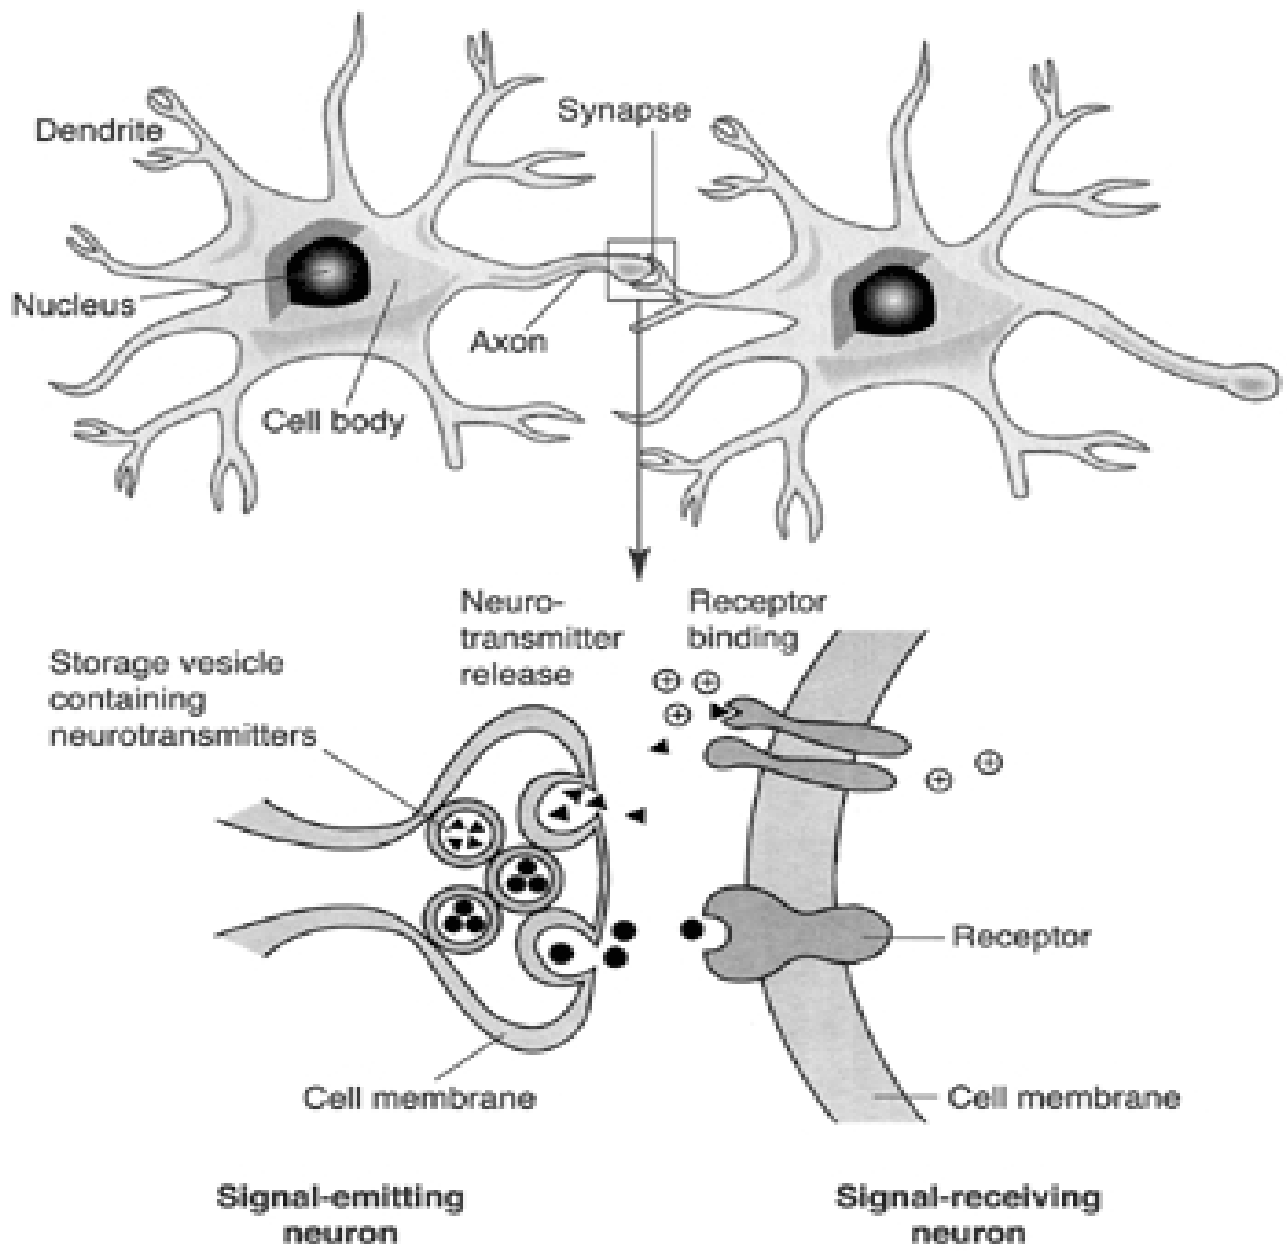 Synapse
Dendrite
Nucleus
Axon
Cell body
Neuro-
transmitter
release
Receptor
binding
Storage vesicle
containing
neurotransmitters
Receptor
Cell membrane
Cell membrane
Signal-emitting
neuron
Signal-receiving
neuron